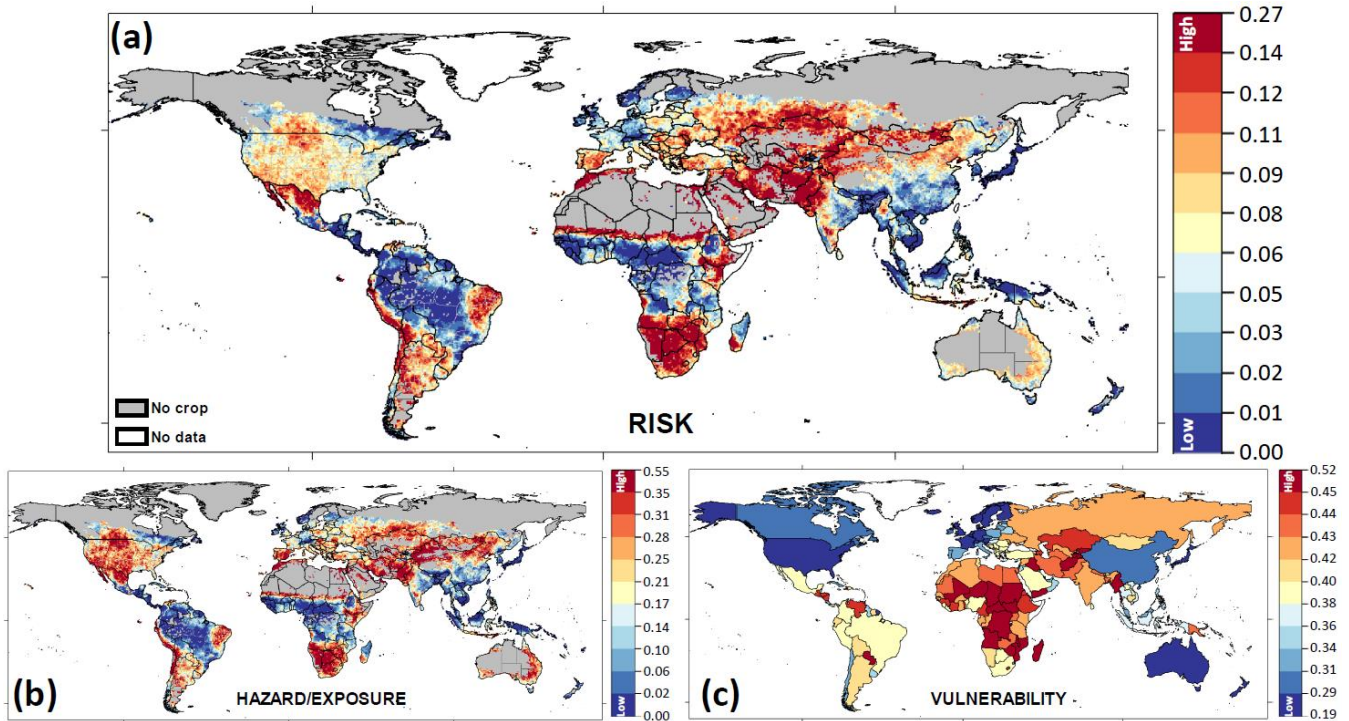 (a)
No crop
No data
RISK
High
Low
0.27
0.14
0.12
0.11
0.09
0.08
0.06
0.05
0.03
0.02
0.01
0.00
(b)
HAZARD/EXPOSURE
High
Low
0.55
0.35
0.31
0.28
0.25
0.21
0.17
0.14
0.10
0.06
0.02
0.00
(c)
VULNERABILITY
High
Low
0.52
0.45
0.44
0.43
0.42
0.40
0.38
0.36
0.34
0.31
0.29
0.19